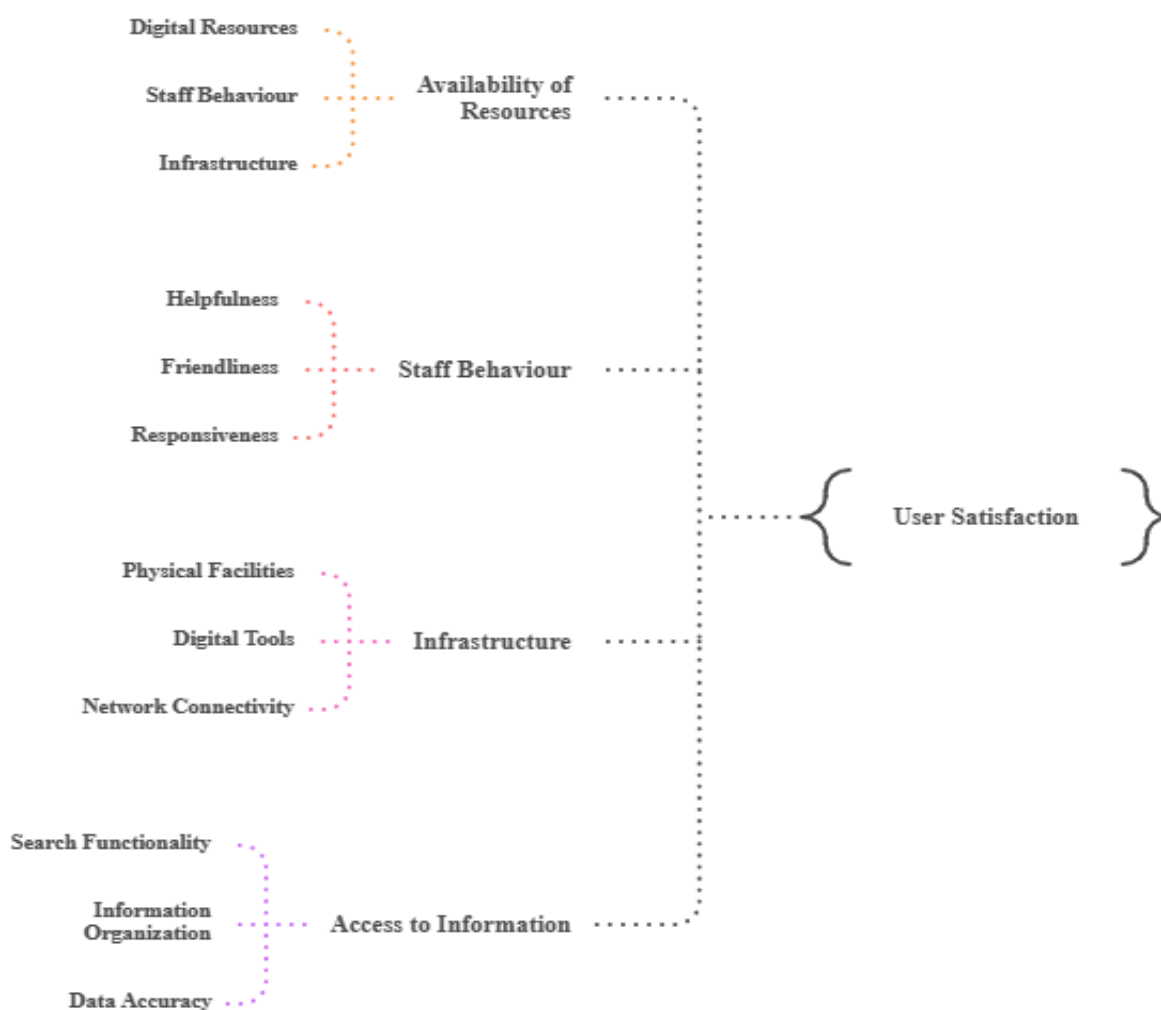 Digital Resources
Staff Behaviour
Infrastructure
Availability of
Resources
Helpfulness
Friendliness
Responsiveness
Staff Behaviour
Physical Facilities
Digital Tools
Network Connectivity
Infrastructure
Search Functionality
Information
Organization
Data Accuracy
Access to Information
User Satisfaction